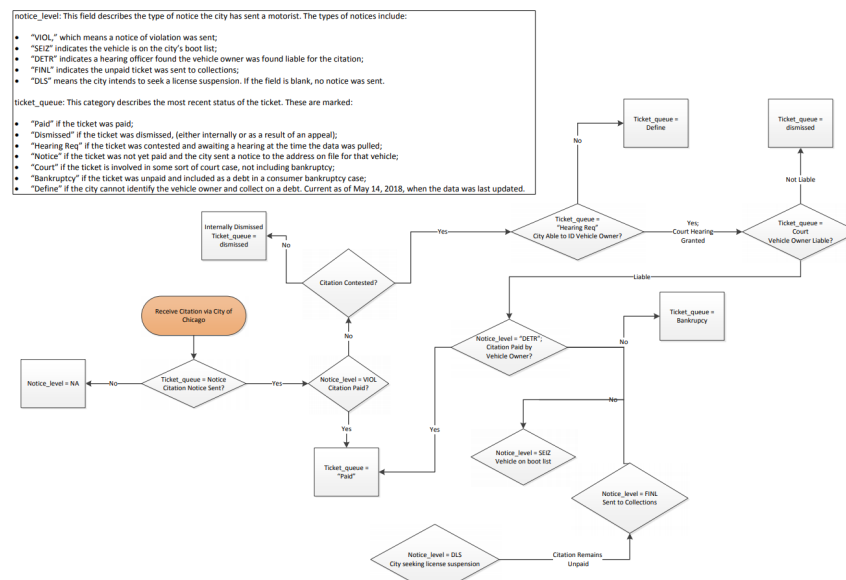 notice_level: This field describes the type of notice the city has sent a motorist. The types of notices include:
• "VIOL," which means a notice of violation was sent;
• "SEIZ" indicates the vehicle is on the city's boot list;
• "DETR" indicates a hearing officer found the vehicle owner was found liable for the citation;
• "FINL" indicates the unpaid ticket was sent to collections;
• "DLS" means the city intends to seek a license suspension. If the field is blank, no notice was sent.
ticket_queue: This category describes the most recent status of the ticket. These are marked:
• "Paid" if the ticket was paid;
• "Dismissed" if the ticket was dismissed, (either internally or as a result of an appeal);
• "Hearing Req" if the ticket was contested and awaiting a hearing at the time the data was pulled;
• "Notice" if the ticket was not yet paid and the city sent a notice to the address on file for that vehicle;
• "Court" if the ticket is involved in some sort of court case, not including bankruptcy;
• "Bankruptcy" if the ticket was unpaid and included as a debt in a consumer bankruptcy case;
• "Define" if the city cannot identify the vehicle owner and collect on a debt. Current as of May 14, 2018, when the data was last updated.
Ticket_queue =
Define
Ticket_queue =
dismissed
No
Not Liable
Internally Dismissed
Ticket_queue =
dismissed
No
Yes
Ticket_queue =
"Hearing Req"
City Able to ID Vehicle Owner?
Yes;
Court Hearing
Granted
Ticket_queue =
Court
Vehicle Owner Liable?
Citation Contested?
Liable
Receive Citation via City of
Chicago
Ticket_queue =
Bankrupcy
No
No
Notice_level = "DETR";
Citation Paid by
Vehicle Owner?
Notice_level = NA
No
Ticket_queue = Notice
Citation Notice Sent?
Yes
Notice_level = VIOL
Citation Paid?
No
Yes
Yes
Notice_level = SEIZ
Vehicle on boot list
Ticket_queue =
"Paid"
Notice_level = FINL
Sent to Collections
Notice_level = DLS
City seeking license suspension
Citation Remains
Unpaid